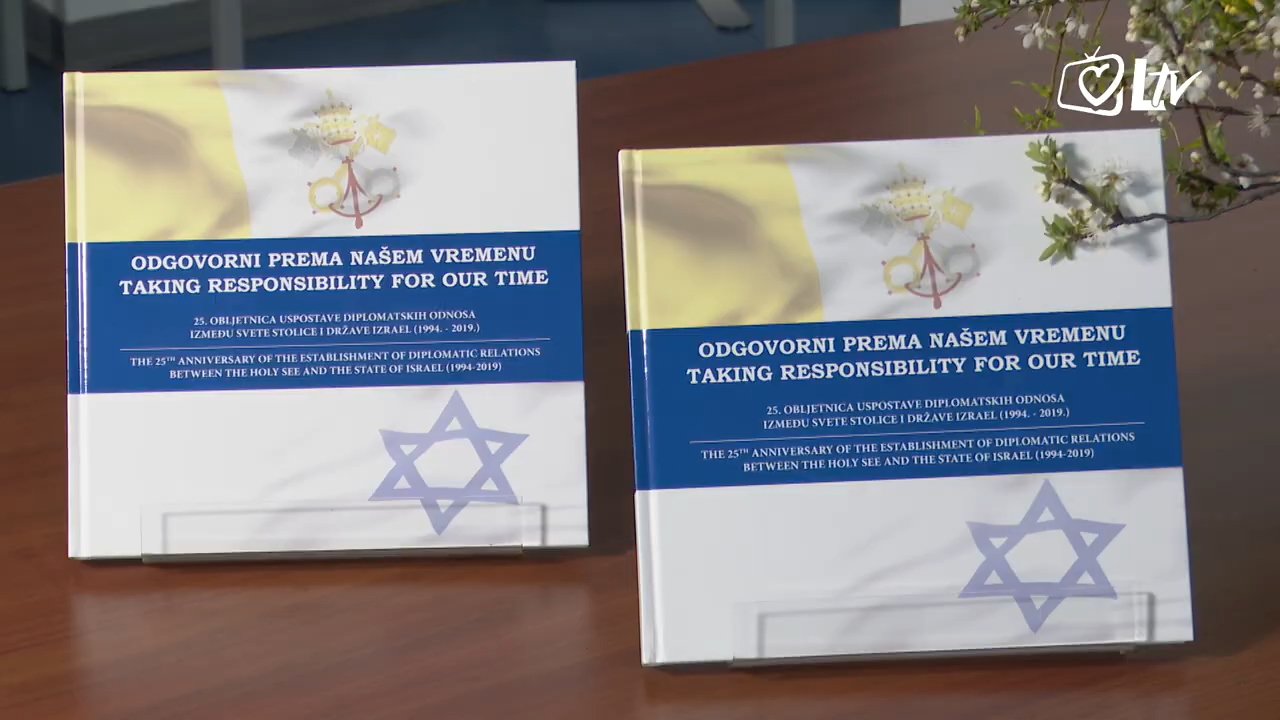 Ltv
ODGOVORNI PREMA NAŠEM VREMENU
TAKING RESPONSIBILITY FOR OUR TIME
25. OBLJETNICA USPOSTAVE DIPLOMATSKIH ODNOSA
IZMEĐU SVETE STOLICE I DRŽAVE IZRAEL (1994. - 2019.)
THE 25TH ANNIVERSARY OF THE ESTABLISHMENT OF DIPLOMATIC RELATIONS
BETWEEN THE HOLY SEE AND THE STATE OF ISRAEL (1994-2019)
ODGOVORNI PREMA NAŠEM VREMENU
TAKING RESPONSIBILITY FOR OUR TIME
25. OBLJETNICA USPOSTAVE DIPLOMATSKIH ODNOSA
IZMEĐU SVETE STOLICE I DRŽAVE IZRAEL (1994. - 2019.)
THE 25TH ANNIVERSARY OF THE ESTABLISHMENT OF DIPLOMATIC RELATIONS
BETWEEN THE HOLY SEE AND THE STATE OF ISRAEL (1994-2019)